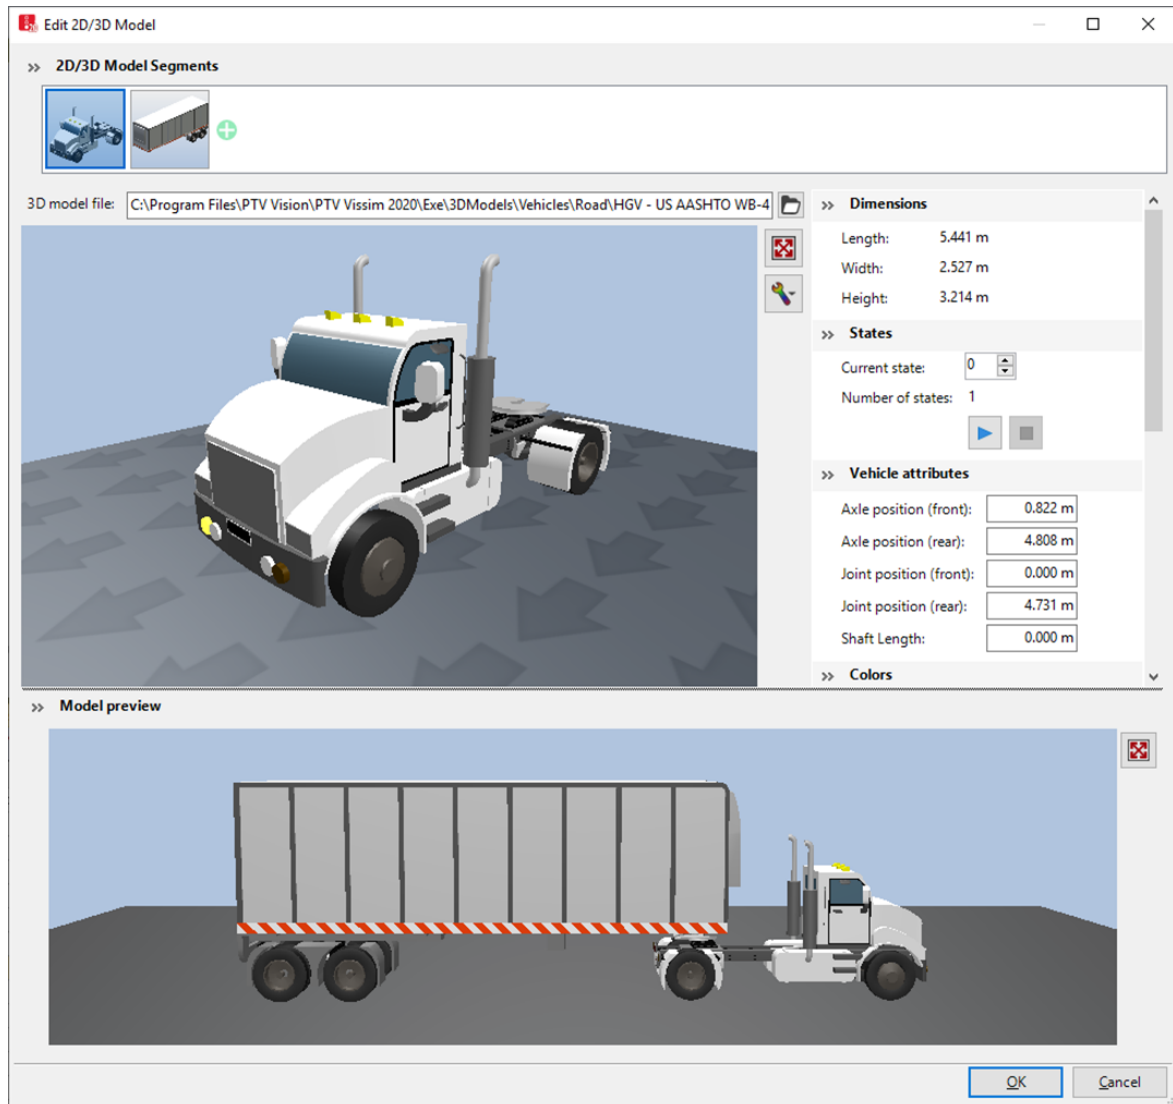 Edit 2D/3D Model
2D/3D Model Segments
3D model file: C:\Program Files\PTV Vision\PTV Vissim 2020\Exe\3DModels\Vehicles\Road\HGV - US AASHTO WB-4
Dimensions
Length: 5.441 m
Width: 2.527 m
Height: 3.214 m
States
Current state: 0
Number of states: 1
Vehicle attributes
Axle position (front): 0.822 m
Axle position (rear): 4.808 m
Joint position (front): 0.000 m
Joint position (rear): 4.731 m
Shaft Length: 0.000 m
Colors
Model preview
OK Cancel